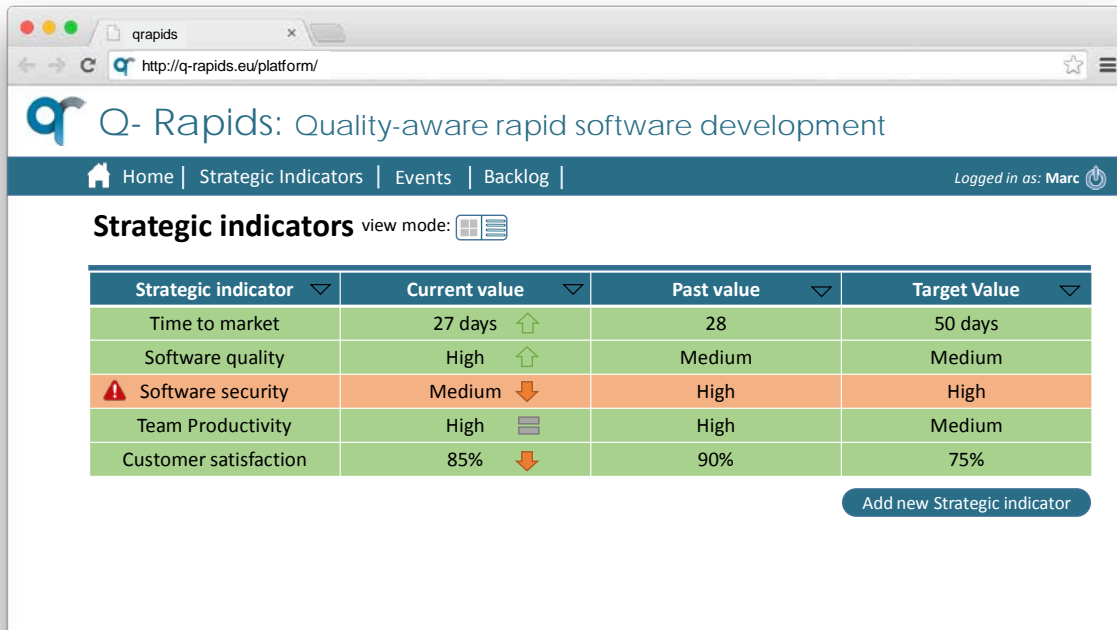 qrapids ×
http://q-rapids.eu/platform/
qr Q- Rapids: Quality-aware rapid software development
Home | Strategic Indicators | Events | Backlog | Logged in as: Marc
Strategic indicators view mode:
Strategic indicator Current value Past value Target Value
Time to market 27 days 28 50 days
Software quality High Medium Medium
Software security Medium High High
Team Productivity High High Medium
Customer satisfaction 85% 90% 75%
Add new Strategic indicator